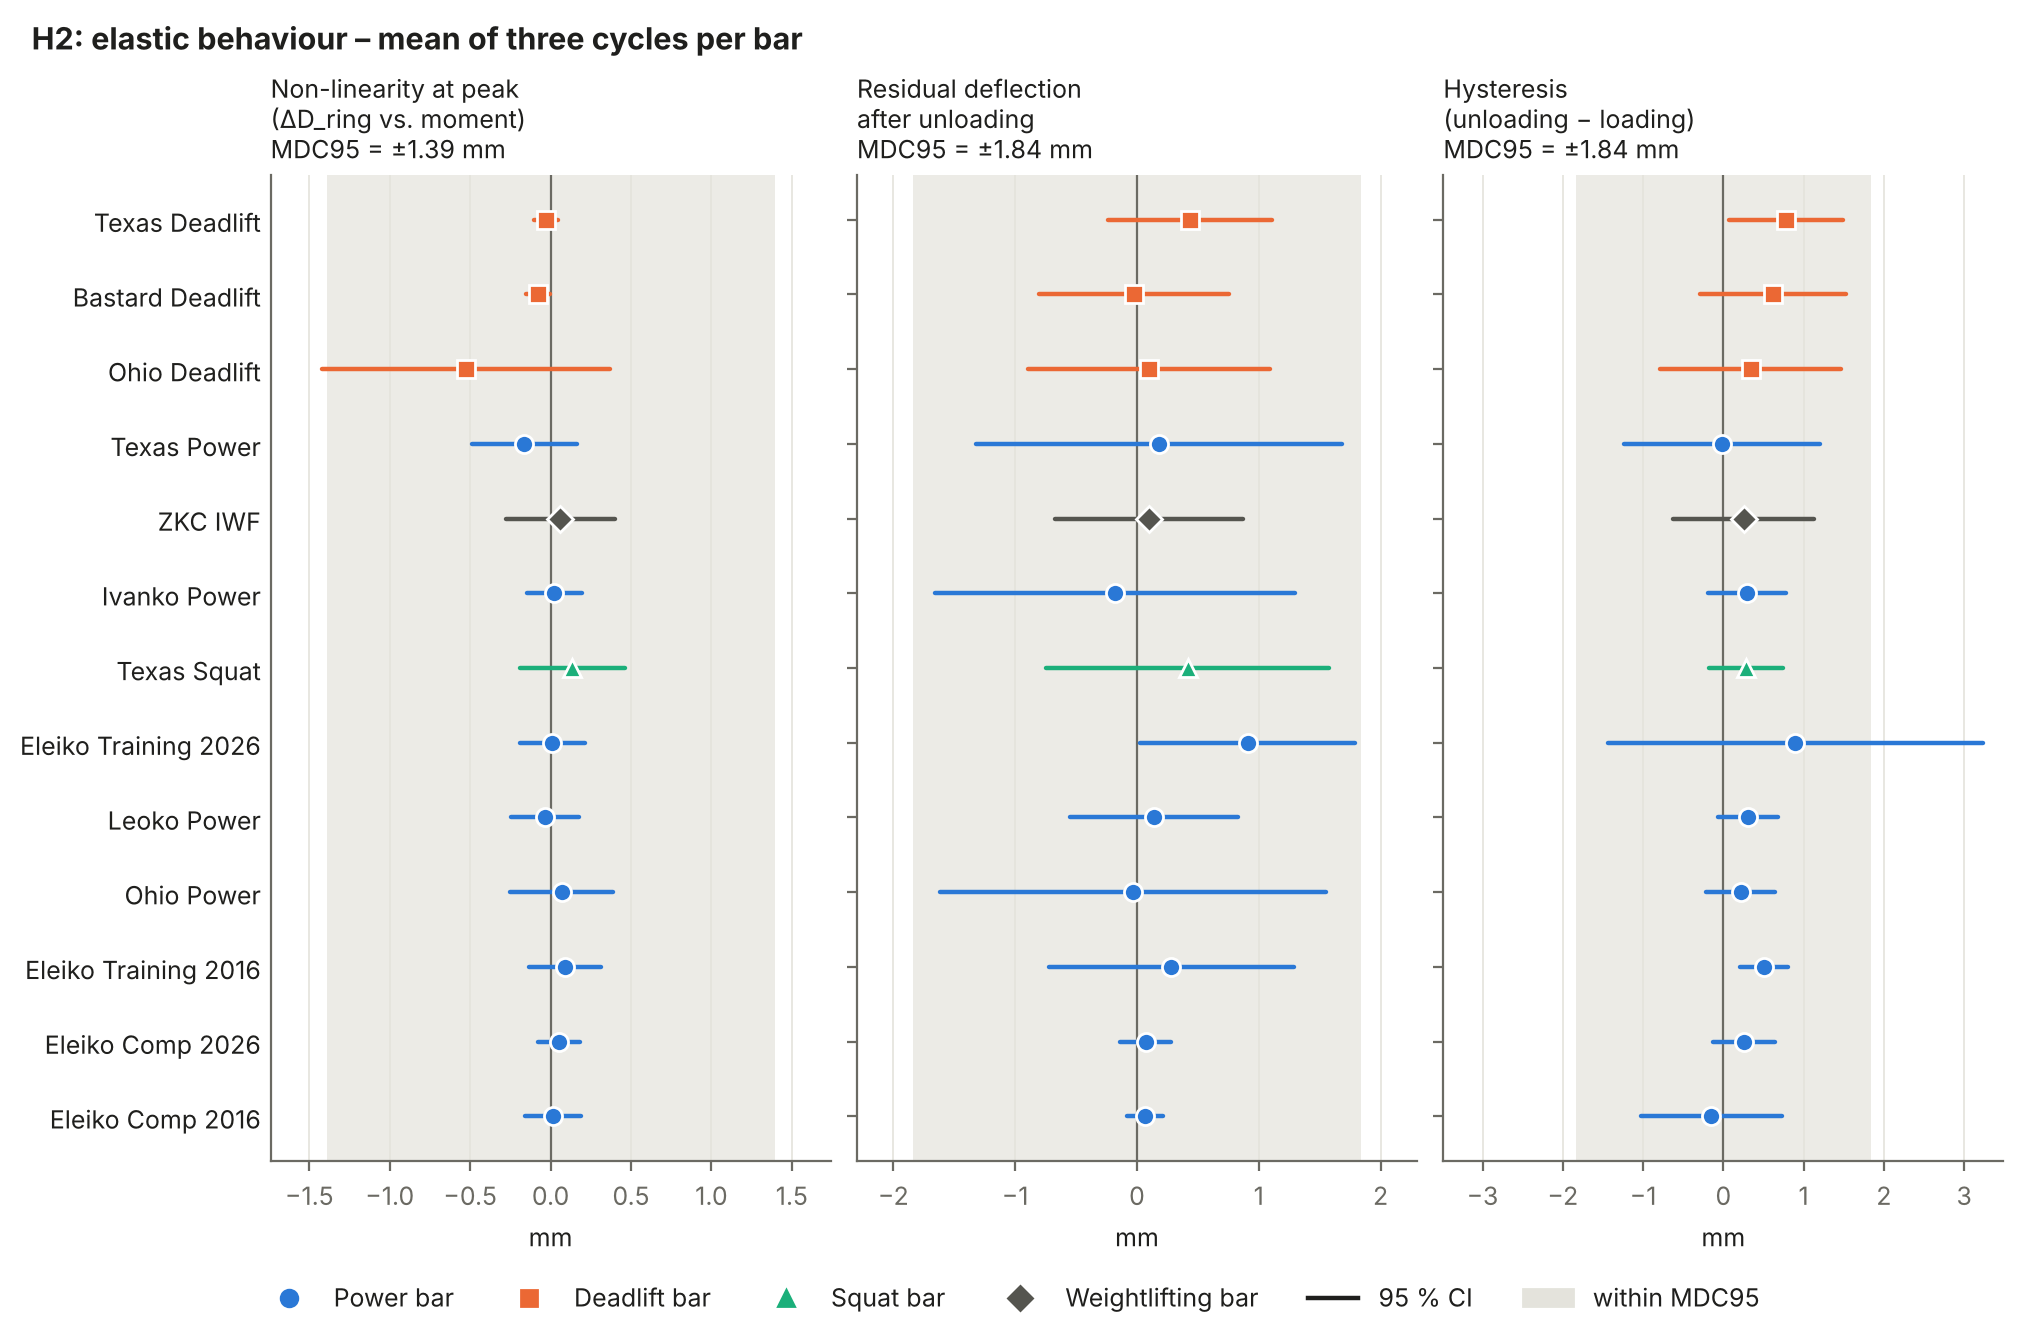 H2: elastic behaviour – mean of three cycles per bar
Non-linearity at peak
(ΔD_ring vs. moment)
MDC95 = ±1.39 mm
Residual deflection
after unloading
MDC95 = ±1.84 mm
Hysteresis
(unloading − loading)
MDC95 = ±1.84 mm
Texas Deadlift
Bastard Deadlift
Ohio Deadlift
Texas Power
ZKC IWF
Ivanko Power
Texas Squat
Eleiko Training 2026
Leoko Power
Ohio Power
Eleiko Training 2016
Eleiko Comp 2026
Eleiko Comp 2016
−1.5 −1.0 −0.5 0.0 0.5 1.0 1.5
mm
−2 −1 0 1 2
mm
−3 −2 −1 0 1 2 3
mm
Power bar Deadlift bar Squat bar Weightlifting bar 95 % CI within MDC95